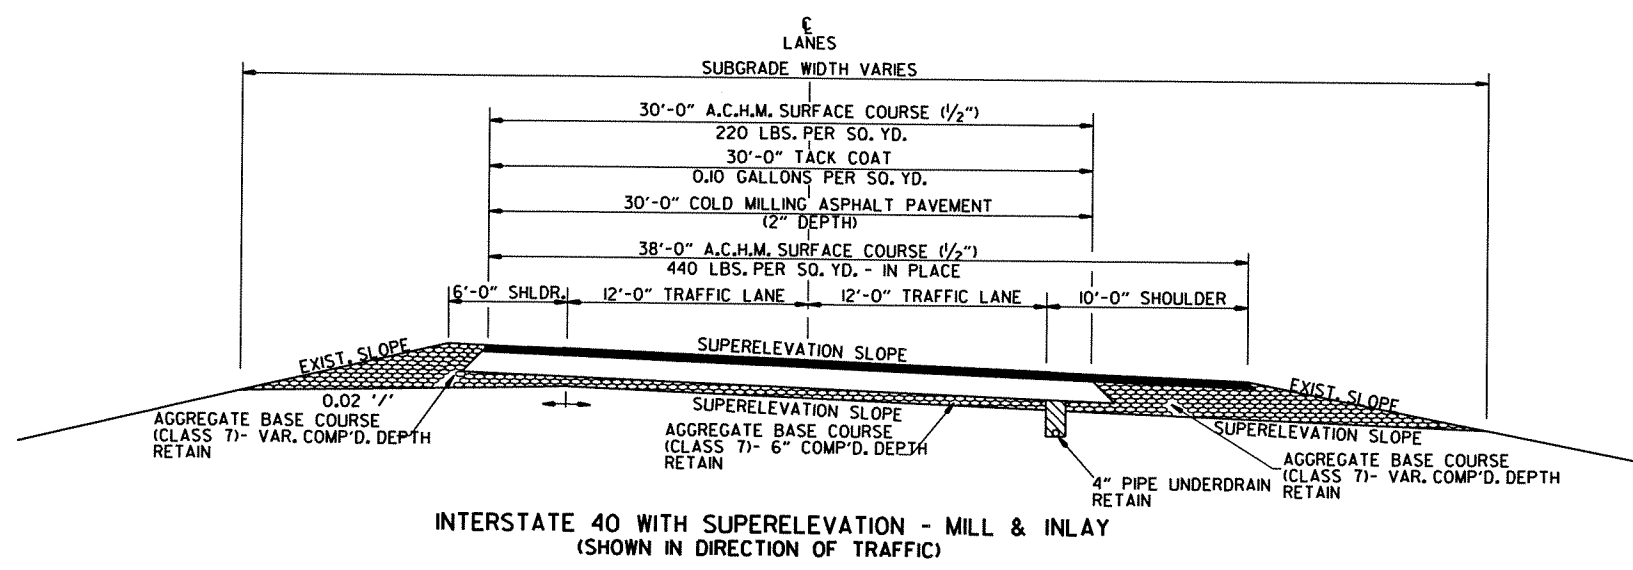 ℄
LANES
SUBGRADE WIDTH VARIES
30'-0" A.C.H.M. SURFACE COURSE (1/2")
220 LBS. PER SQ. YD.
30'-0" TACK COAT
0.10 GALLONS PER SQ. YD.
30'-0" COLD MILLING ASPHALT PAVEMENT
(2" DEPTH)
38'-0" A.C.H.M. SURFACE COURSE (1/2")
440 LBS. PER SQ. YD. - IN PLACE
6'-0" SHLDR.
12'-0" TRAFFIC LANE
12'-0" TRAFFIC LANE
10'-0" SHOULDER
EXIST. SLOPE
SUPERELEVATION SLOPE
EXIST. SLOPE
0.02 '/'
SUPERELEVATION SLOPE
SUPERELEVATION SLOPE
AGGREGATE BASE COURSE
(CLASS 7)- VAR. COMP'D. DEPTH
RETAIN
AGGREGATE BASE COURSE
(CLASS 7)- 6" COMP'D. DEPTH
RETAIN
4" PIPE UNDERDRAIN
RETAIN
AGGREGATE BASE COURSE
(CLASS 7)- VAR. COMP'D. DEPTH
RETAIN
INTERSTATE 40 WITH SUPERELEVATION - MILL & INLAY
(SHOWN IN DIRECTION OF TRAFFIC)